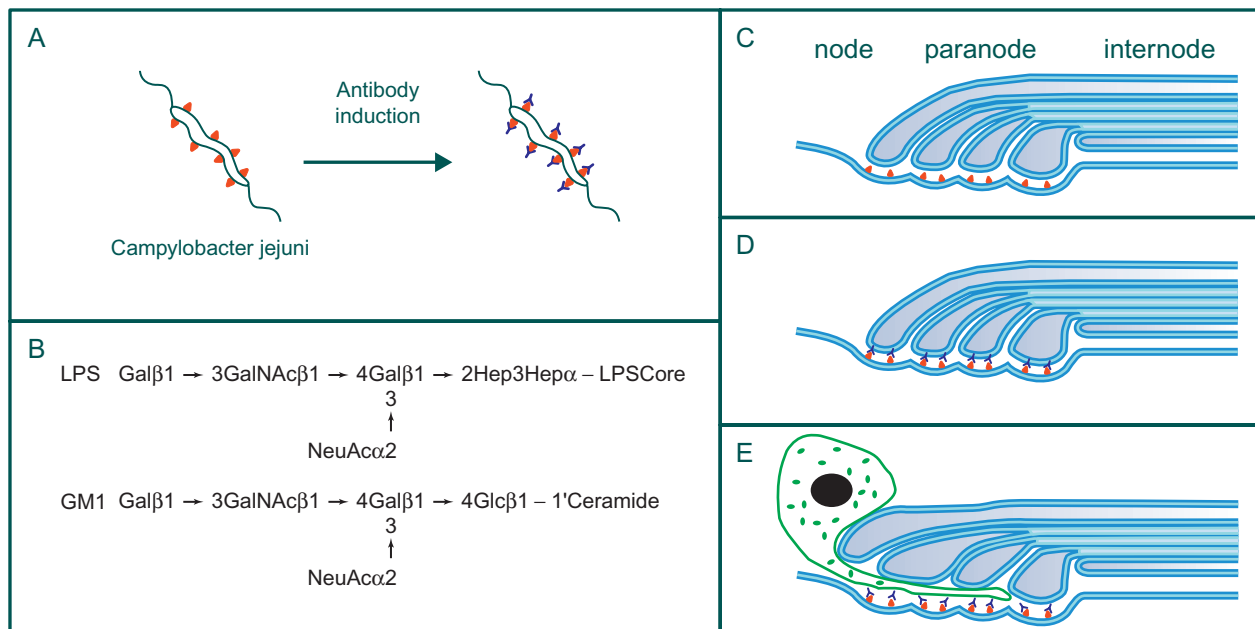 A
Antibody
induction
Campylobacter jejuni
B
LPS Galβ1 → 3GalNAcβ1 → 4Galβ1 → 2Hep3Hepα – LPSCore
3
↑
NeuAcα2
GM1 Galβ1 → 3GalNAcβ1 → 4Galβ1 → 4Glcβ1 – 1'Ceramide
3
↑
NeuAcα2
C
node paranode internode
D
E